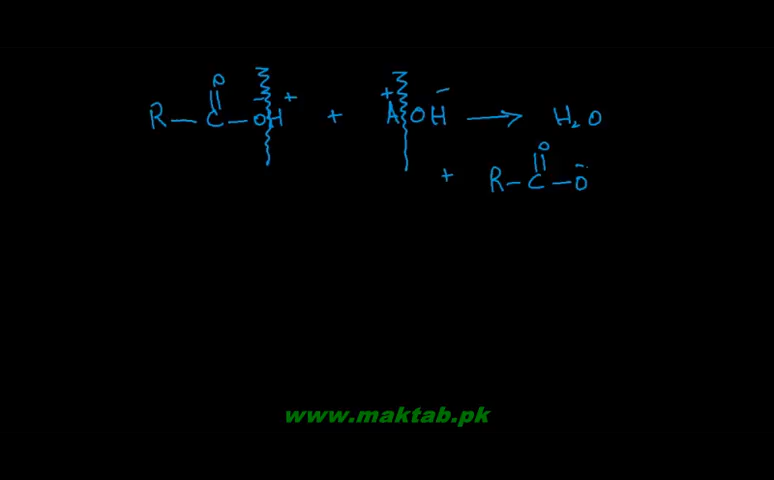 O O⁻ H⁺
R — C — OH + A⁺ OH⁻ ⟶ H₂O
O
‖
+ R — C — O⁻
www.maktab.pk